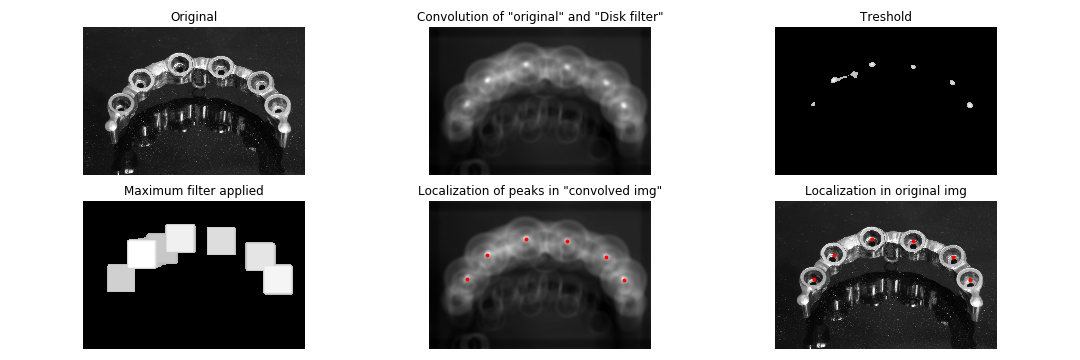 Original
Convolution of "original" and "Disk filter"
Treshold
Maximum filter applied
Localization of peaks in "convolved img"
Localization in original img